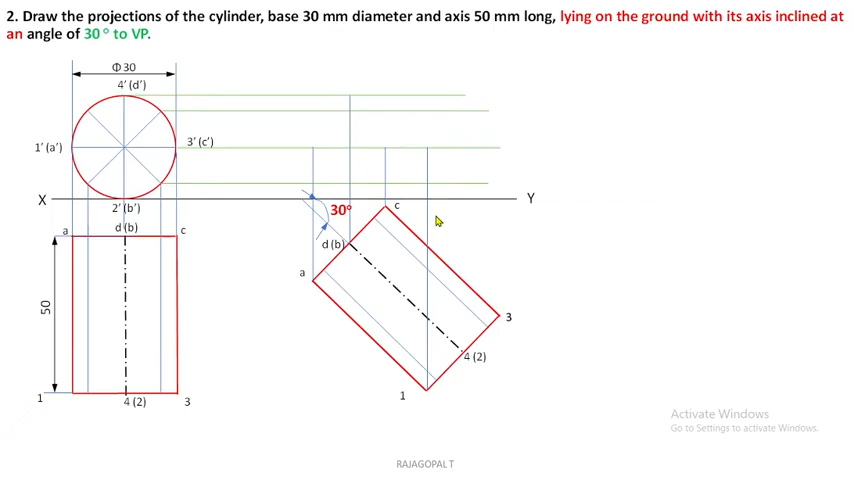 2. Draw the projections of the cylinder, base 30 mm diameter and axis 50 mm long, lying on the ground with its axis inclined at
an angle of 30° to VP.
Φ30
4' (d')
3' (c')
1' (a')
X
Y
2' (b')
30°
c
a
d (b)
c
d (b)
a
50
3
4 (2)
1
1
4 (2)
3
Activate Windows
Go to Settings to activate Windows.
RAJAGOPAL T